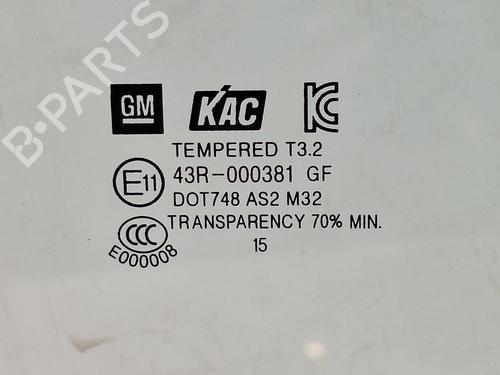 B-PARTS
GM KAC KC
TEMPERED T3.2
E11 43R-000381 GF
DOT748 AS2 M32
CCC TRANSPARENCY 70% MIN.
E000008 15